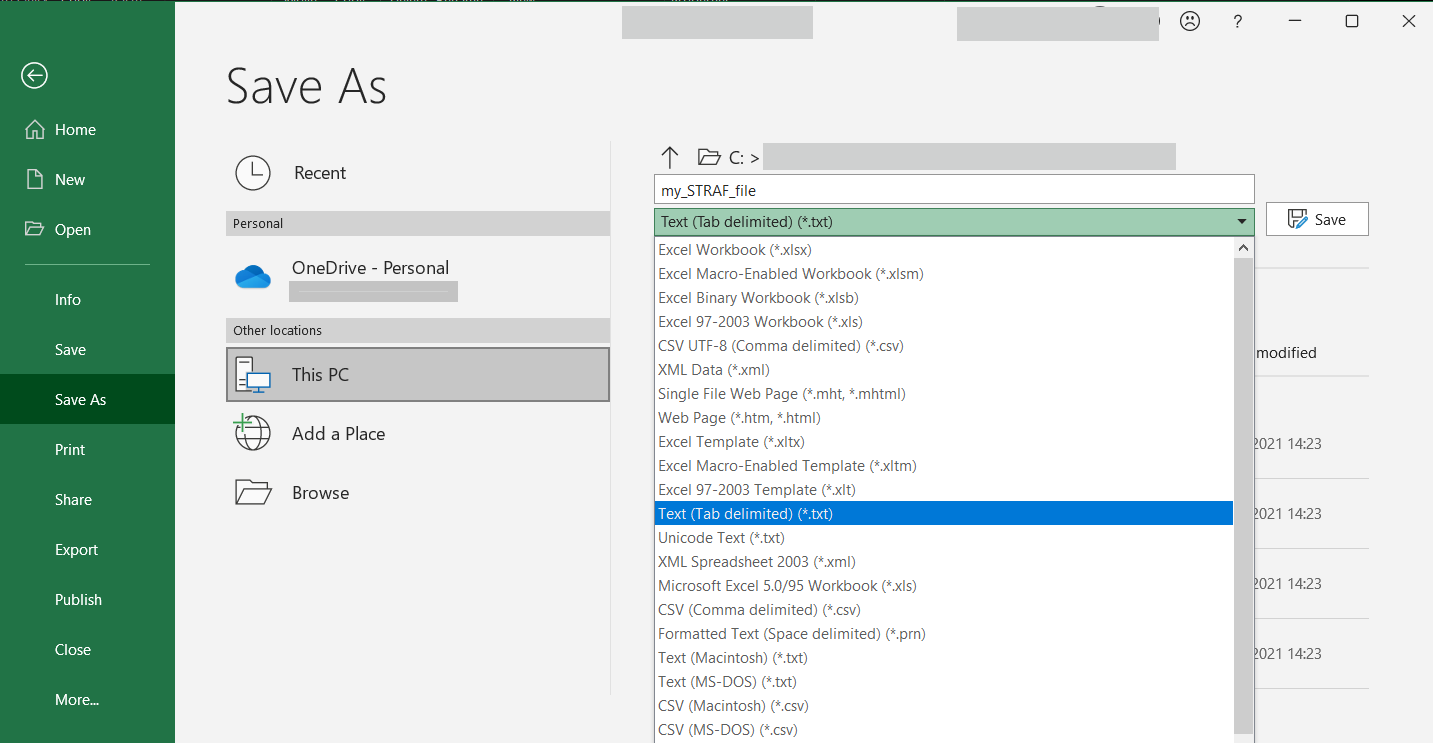 ?
Save As
Home
New
Open
Info
Save
Save As
Print
Share
Export
Publish
Close
More...
Recent
Personal
OneDrive - Personal
Other locations
This PC
Add a Place
Browse
C: >
my_STRAF_file
Text (Tab delimited) (*.txt)
Save
Excel Workbook (*.xlsx)
Excel Macro-Enabled Workbook (*.xlsm)
Excel Binary Workbook (*.xlsb)
Excel 97-2003 Workbook (*.xls)
CSV UTF-8 (Comma delimited) (*.csv)
XML Data (*.xml)
Single File Web Page (*.mht, *.mhtml)
Web Page (*.htm, *.html)
Excel Template (*.xltx)
Excel Macro-Enabled Template (*.xltm)
Excel 97-2003 Template (*.xlt)
Text (Tab delimited) (*.txt)
Unicode Text (*.txt)
XML Spreadsheet 2003 (*.xml)
Microsoft Excel 5.0/95 Workbook (*.xls)
CSV (Comma delimited) (*.csv)
Formatted Text (Space delimited) (*.prn)
Text (Macintosh) (*.txt)
Text (MS-DOS) (*.txt)
CSV (Macintosh) (*.csv)
CSV (MS-DOS) (*.csv)
modified
2021 14:23
2021 14:23
2021 14:23
2021 14:23